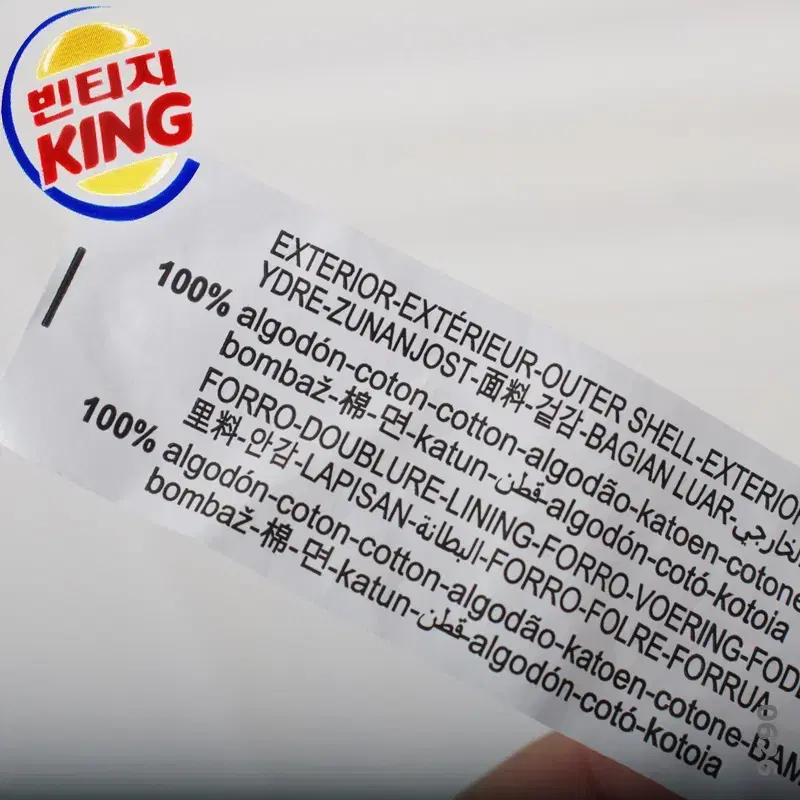 빈티지
KING
EXTERIOR-EXTÉRIEUR-OUTER SHELL-EXTERIOR
YDRE-ZUNANJOST-面料-겉감-BAGIAN LUAR-الخارجي
100% algodón-coton-cotton-algodão-katoen-cotone
bombaž-棉-면-katun-قطن-algodón-cotó-kotoia
FORRO-DOUBLURE-LINING-FORRO-VOERING-FOD
里料-안감-LAPISAN-البطانة-FORRO-FOLRE-FORRUA
100% algodón-coton-cotton-algodão-katoen-cotone-BAM
bombaž-棉-면-katun-قطن-algodón-cotó-kotoia